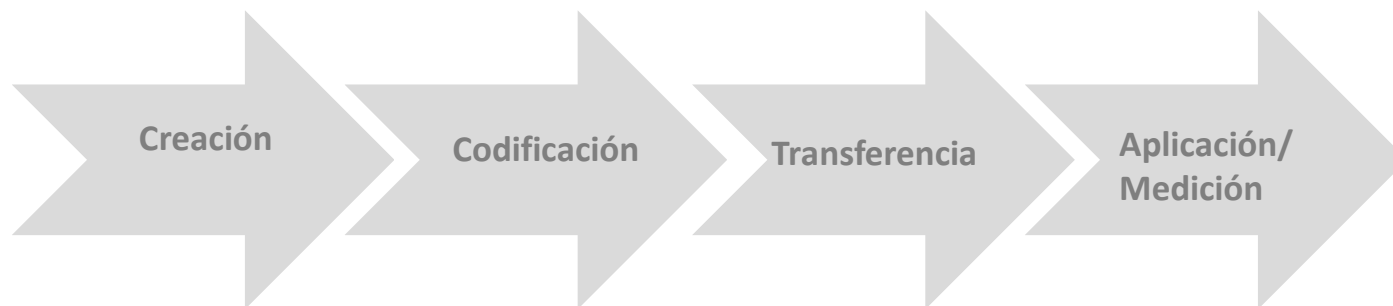 Creación
Codificación
Transferencia
Aplicación/
Medición